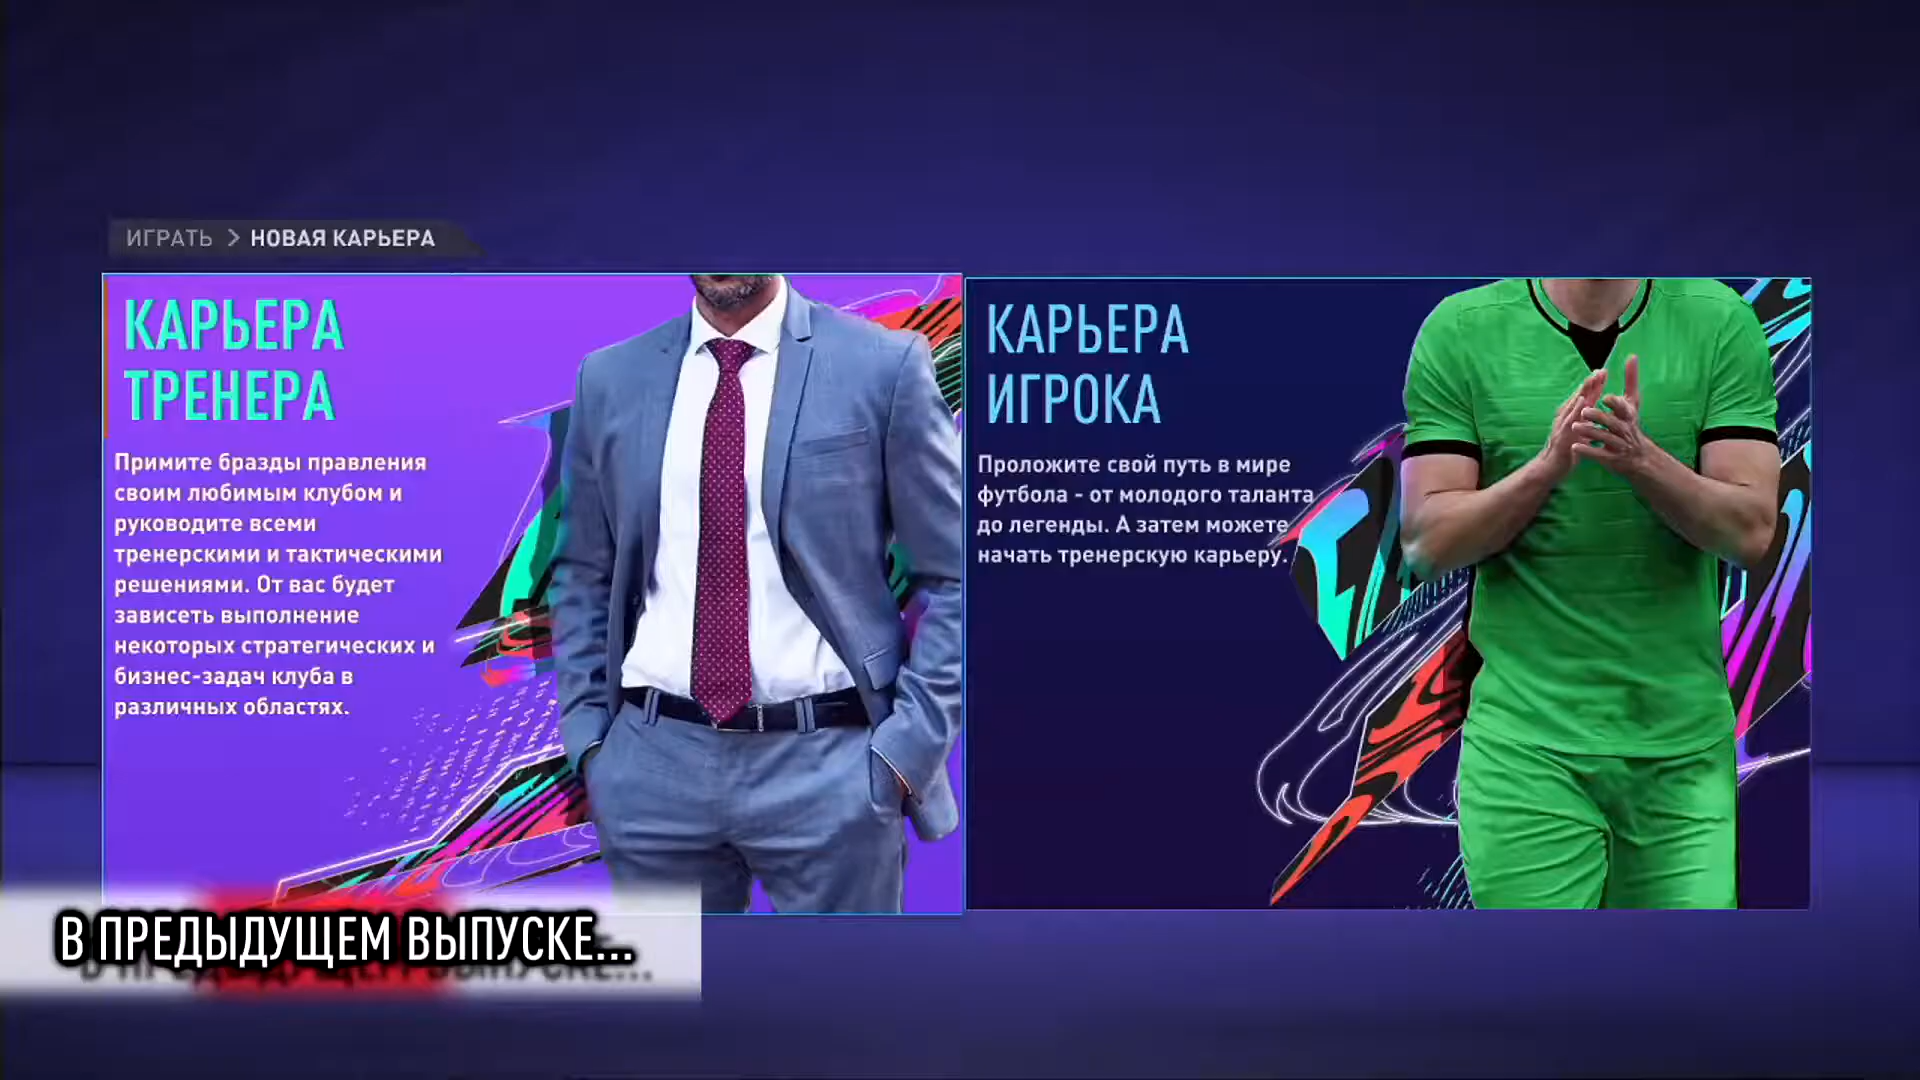 ИГРАТЬ > НОВАЯ КАРЬЕРА
КАРЬЕРА
ТРЕНЕРА
Примите бразды правления
своим любимым клубом и
руководите всеми
тренерскими и тактическими
решениями. От вас будет
зависеть выполнение
некоторых стратегических и
бизнес-задач клуба в
различных областях.
КАРЬЕРА
ИГРОКА
Проложите свой путь в мире
футбола - от молодого таланта
до легенды. А затем можете
начать тренерскую карьеру.
В ПРЕДЫДУЩЕМ ВЫПУСКЕ...